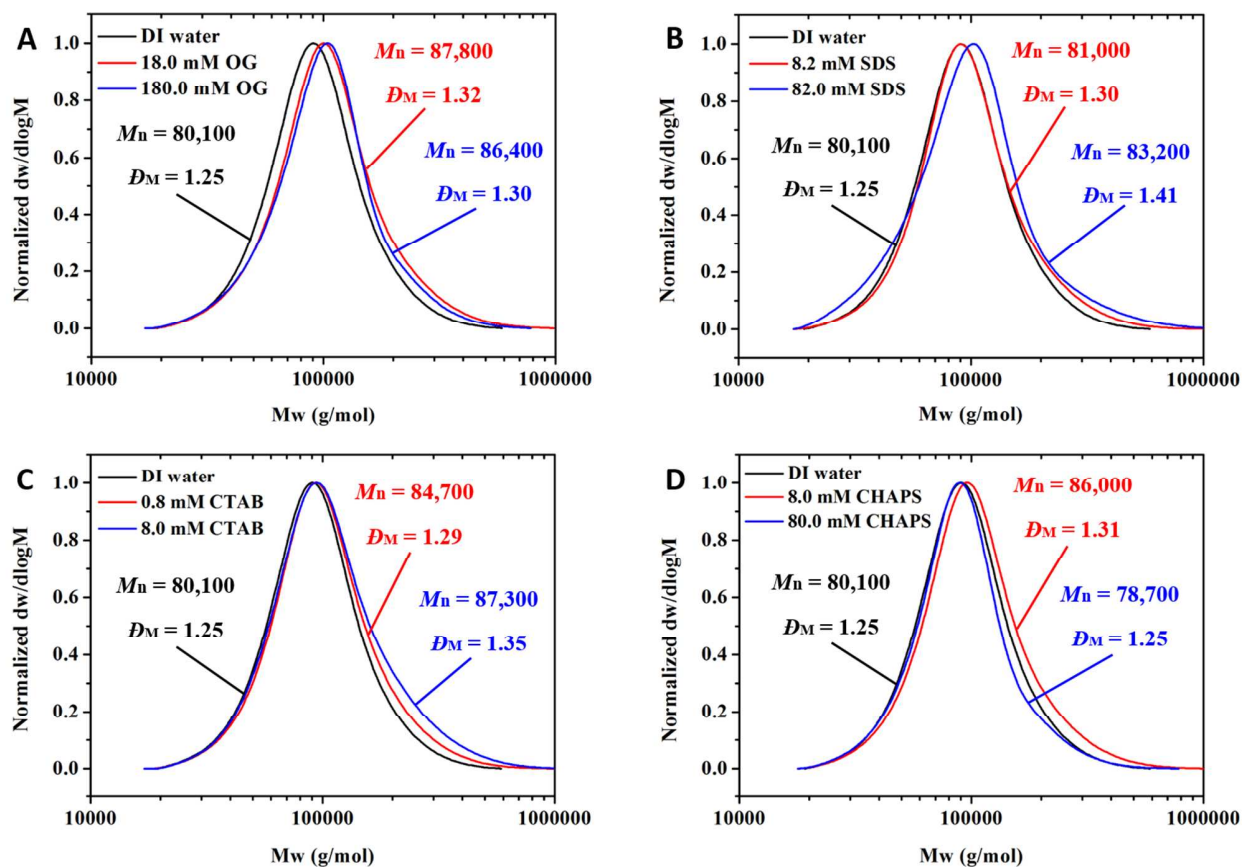 A
DI water
18.0 mM OG
180.0 mM OG
Mn = 87,800
ĐM = 1.32
Mn = 80,100
ĐM = 1.25
Mn = 86,400
ĐM = 1.30
Normalized dw/dlogM
1.0
0.8
0.6
0.4
0.2
0.0
10000 100000 1000000
Mw (g/mol)
B
DI water
8.2 mM SDS
82.0 mM SDS
Mn = 81,000
ĐM = 1.30
Mn = 80,100
ĐM = 1.25
Mn = 83,200
ĐM = 1.41
Normalized dw/dlogM
1.0
0.8
0.6
0.4
0.2
0.0
10000 100000 1000000
Mw (g/mol)
C
DI water
0.8 mM CTAB
8.0 mM CTAB
Mn = 84,700
ĐM = 1.29
Mn = 80,100
ĐM = 1.25
Mn = 87,300
ĐM = 1.35
Normalized dw/dlogM
1.0
0.8
0.6
0.4
0.2
0.0
10000 100000 1000000
Mw (g/mol)
D
DI water
8.0 mM CHAPS
80.0 mM CHAPS
Mn = 86,000
ĐM = 1.31
Mn = 80,100
ĐM = 1.25
Mn = 78,700
ĐM = 1.25
Normalized dw/dlogM
1.0
0.8
0.6
0.4
0.2
0.0
10000 100000 1000000
Mw (g/mol)